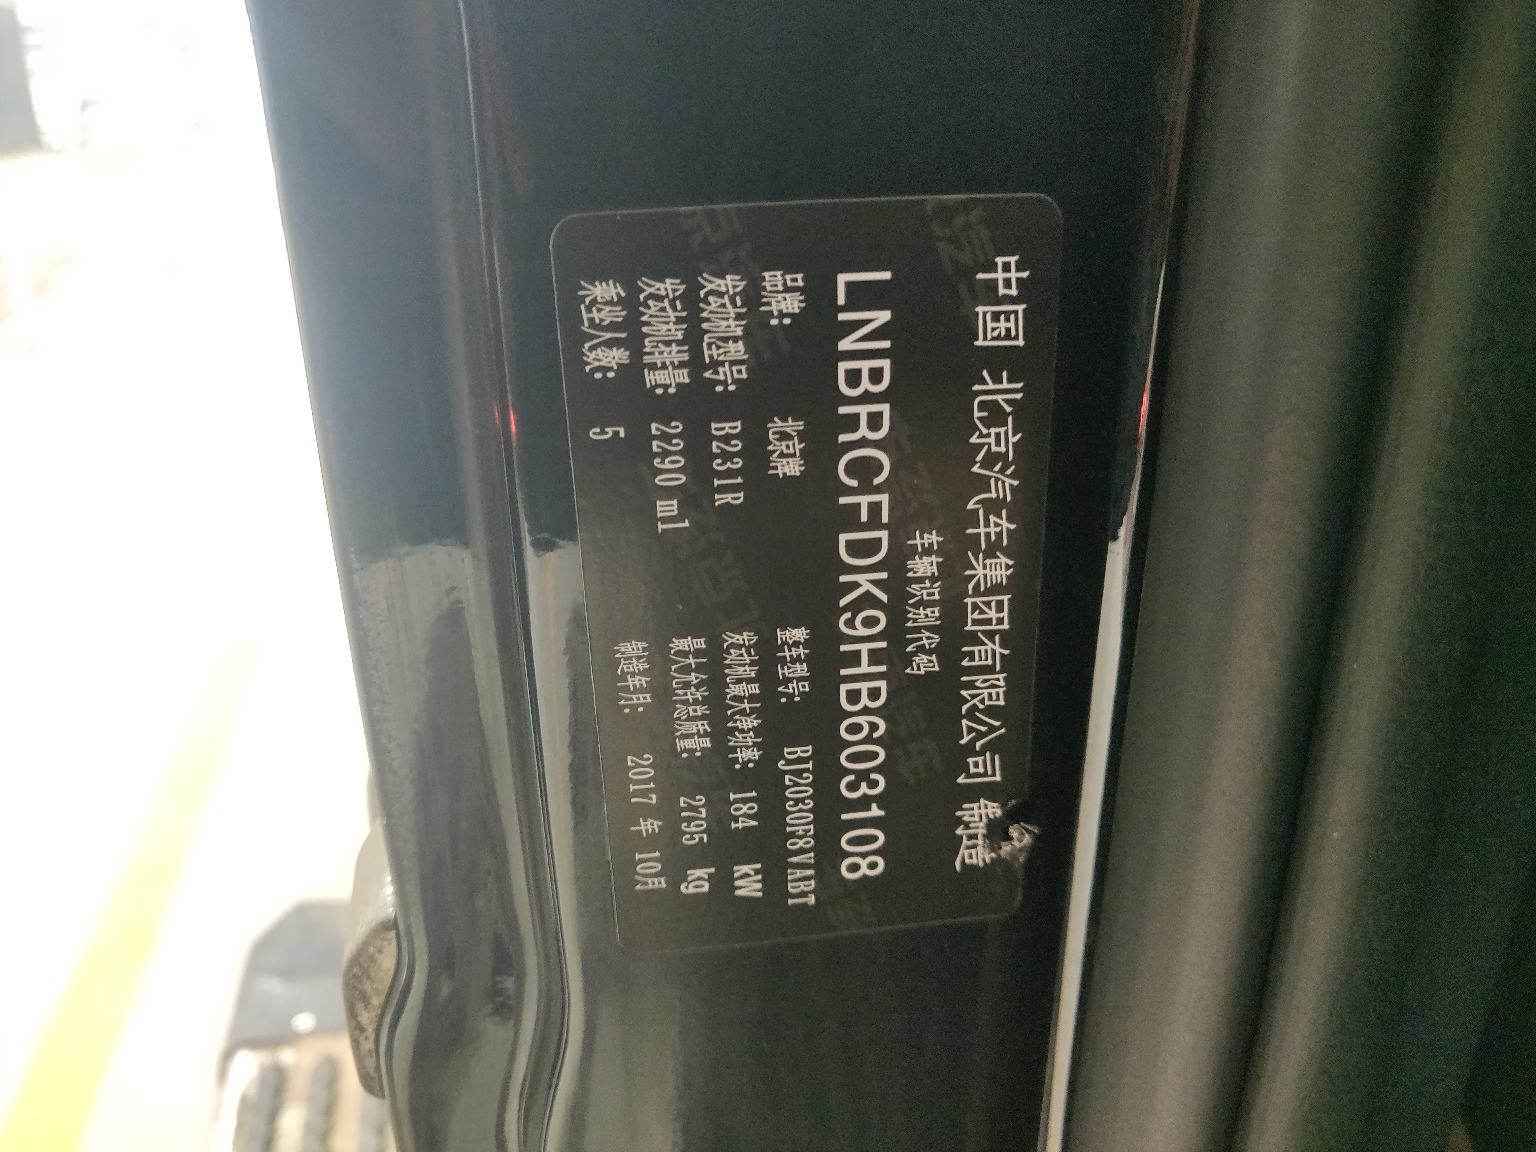 中国 北京汽车集团有限公司 制造
车辆识别代码
LNBRCFDK9HB603108
品牌: 北京牌 整车型号: BJ2030F8VABT
发动机型号: B231R 发动机最大净功率: 184 kW
发动机排量: 2290 ml 最大允许总质量: 2795 kg
乘坐人数: 5 制造年月: 2017 年 10月